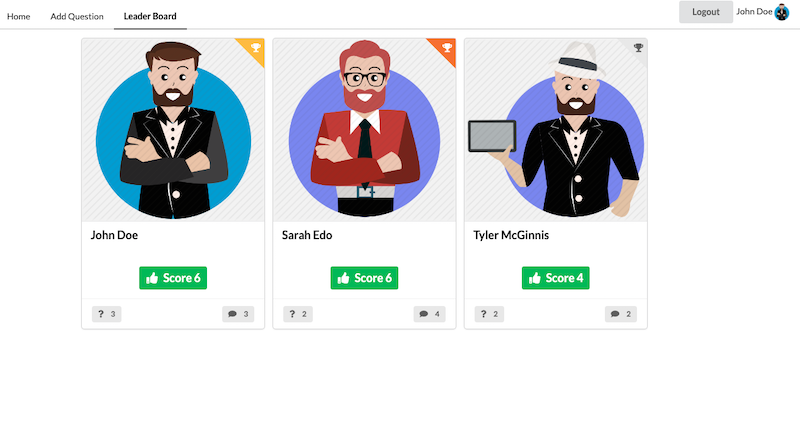 Home Add Question Leader Board Logout John Doe
John Doe
Score 6
? 3 3
Sarah Edo
Score 6
? 2 4
Tyler McGinnis
Score 4
? 2 2